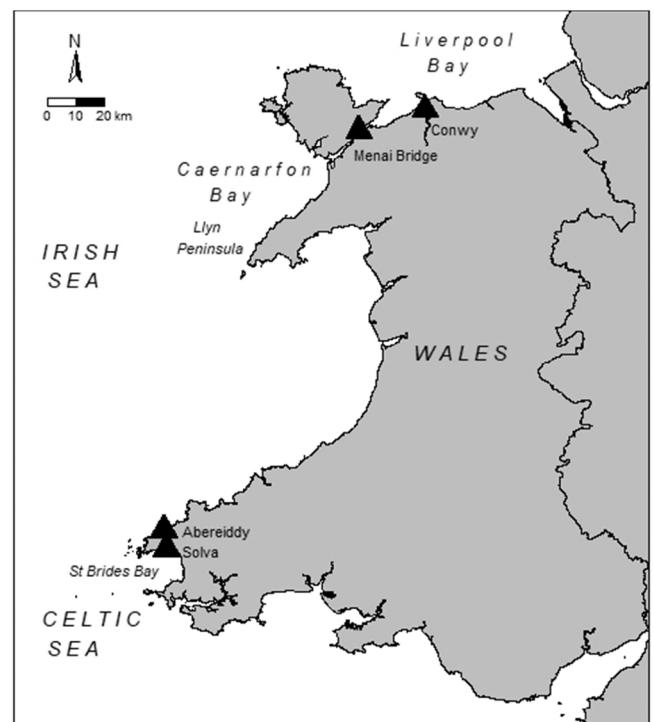 N
0 10 20 km
Liverpool
Bay
Conwy
Menai Bridge
Caernarfon
Bay
Llyn
Peninsula
IRISH
SEA
WALES
Abereiddy
Solva
St Brides Bay
CELTIC
SEA